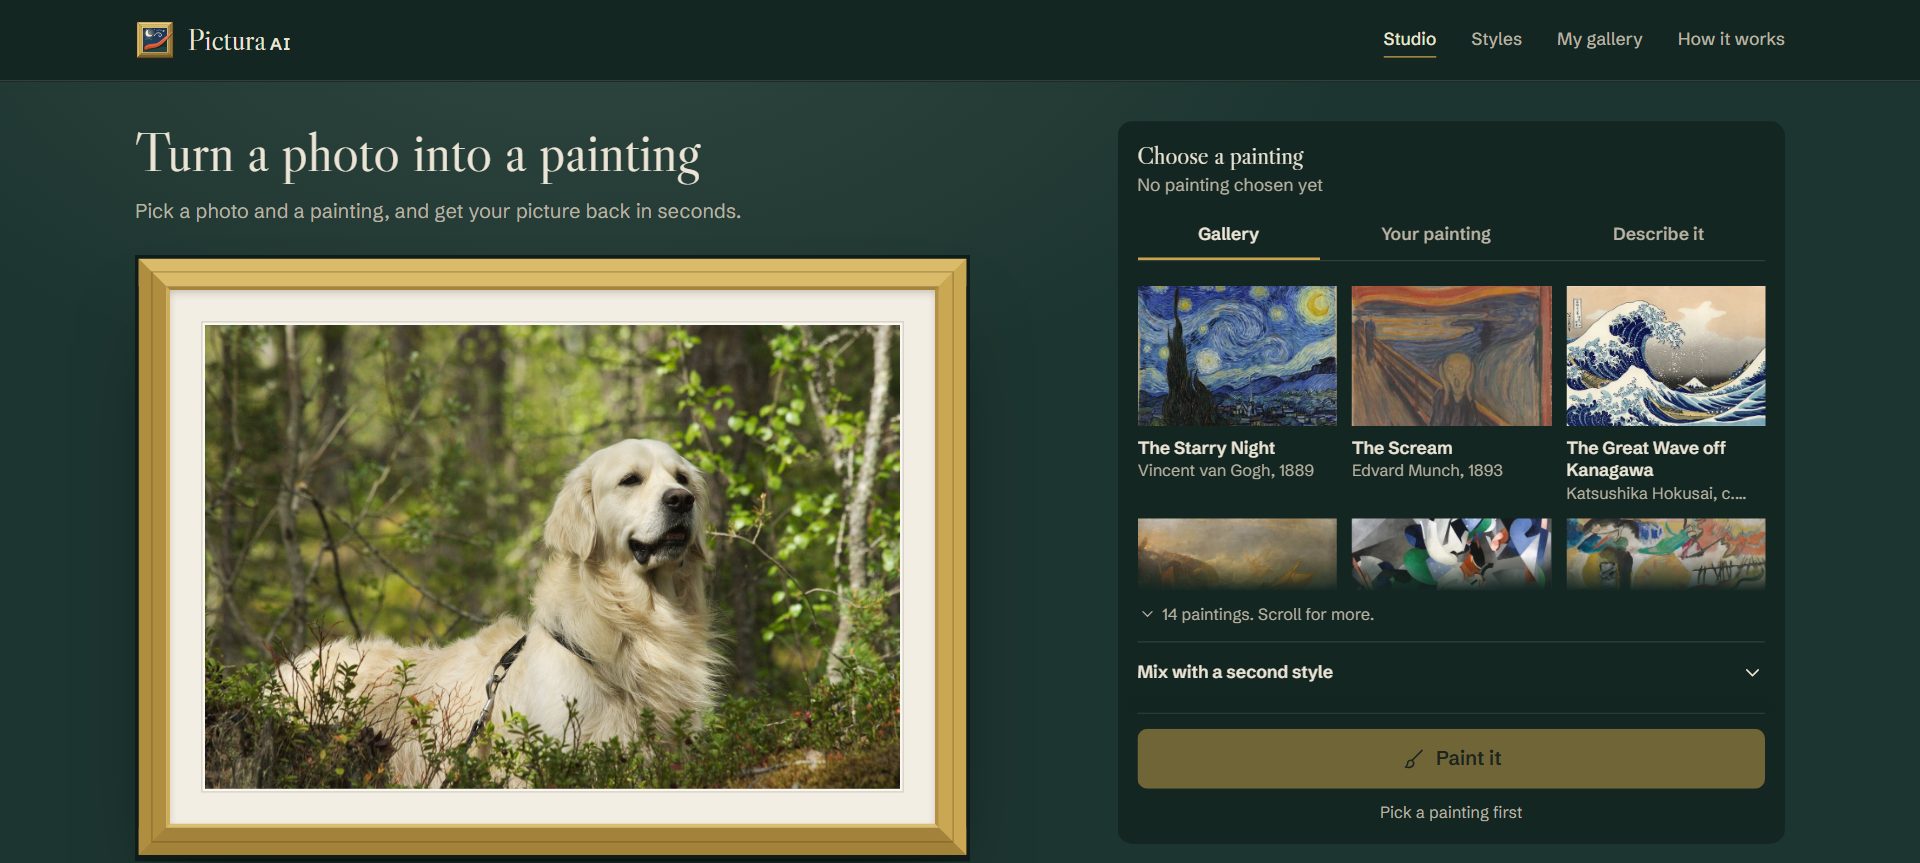 Pictura AI
Studio
Styles
My gallery
How it works
Turn a photo into a painting
Pick a photo and a painting, and get your picture back in seconds.
Choose a painting
No painting chosen yet
Gallery
Your painting
Describe it
The Starry Night
Vincent van Gogh, 1889
The Scream
Edvard Munch, 1893
The Great Wave off
Kanagawa
Katsushika Hokusai, c.…
14 paintings. Scroll for more.
Mix with a second style
Paint it
Pick a painting first